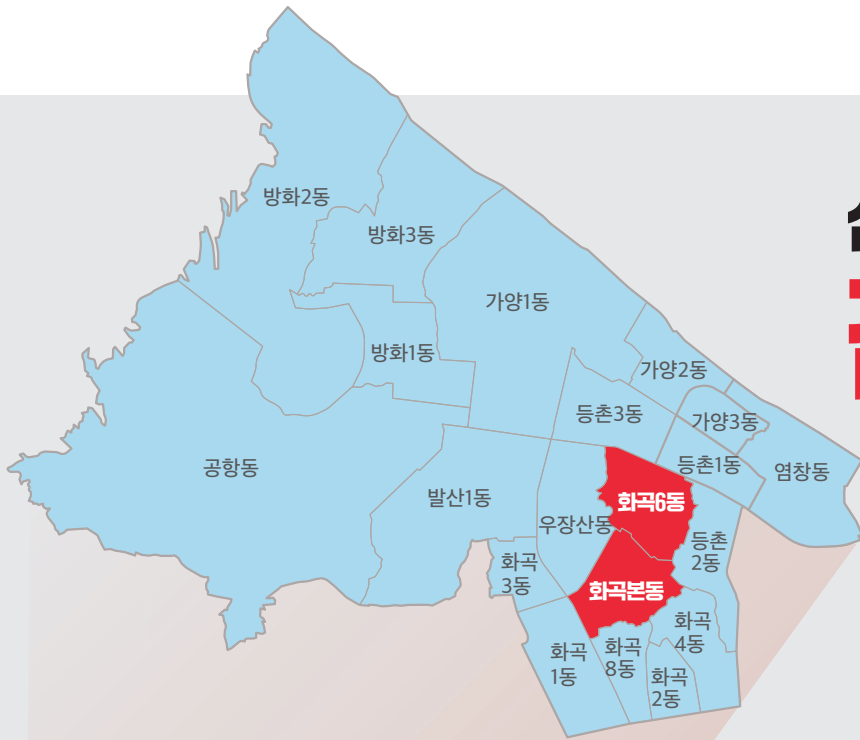 방화2동
방화3동
가양1동
방화1동
가양2동
등촌3동
가양3동
공항동
등촌1동
염창동
발산1동
화곡6동
우장산동
등촌
2동
화곡
3동
화곡본동
화곡
4동
화곡
1동
화곡
8동
화곡
2동